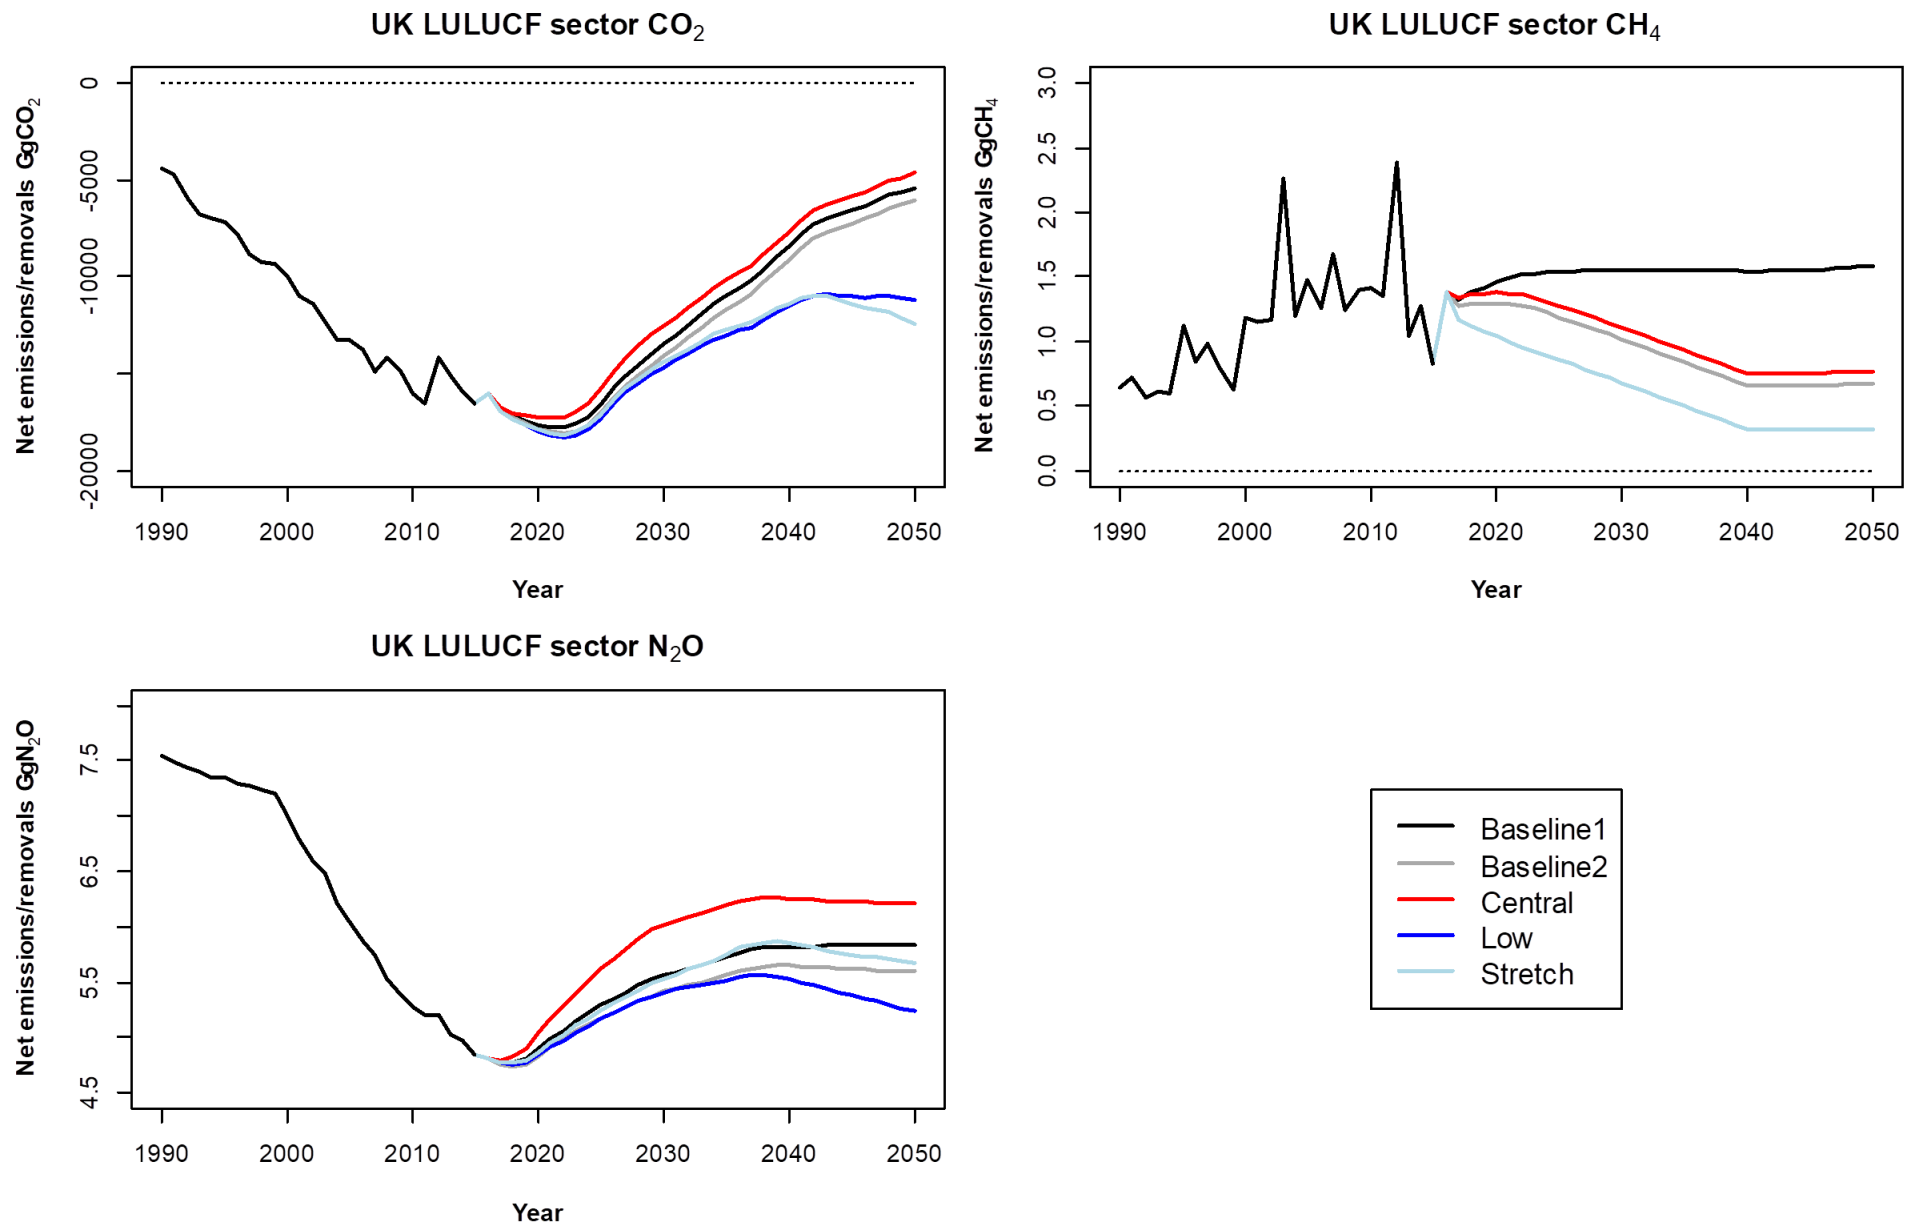 UK LULUCF sector CO₂
Net emissions/removals GgCO₂
0
-5000
-10000
-20000
1990 2000 2010 2020 2030 2040 2050
Year
UK LULUCF sector CH₄
Net emissions/removals GgCH₄
3.0
2.5
2.0
1.5
1.0
0.5
0.0
1990 2000 2010 2020 2030 2040 2050
Year
UK LULUCF sector N₂O
Net emissions/removals GgN₂O
7.5
6.5
5.5
4.5
1990 2000 2010 2020 2030 2040 2050
Year
Baseline1
Baseline2
Central
Low
Stretch